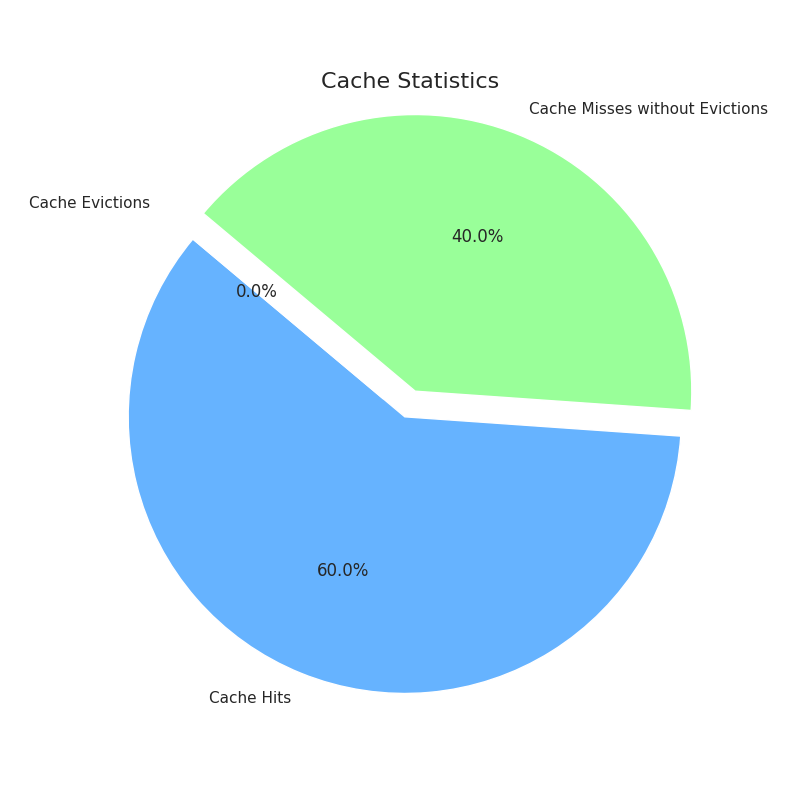 Cache Statistics
Cache Misses without Evictions
Cache Evictions
40.0%
0.0%
60.0%
Cache Hits